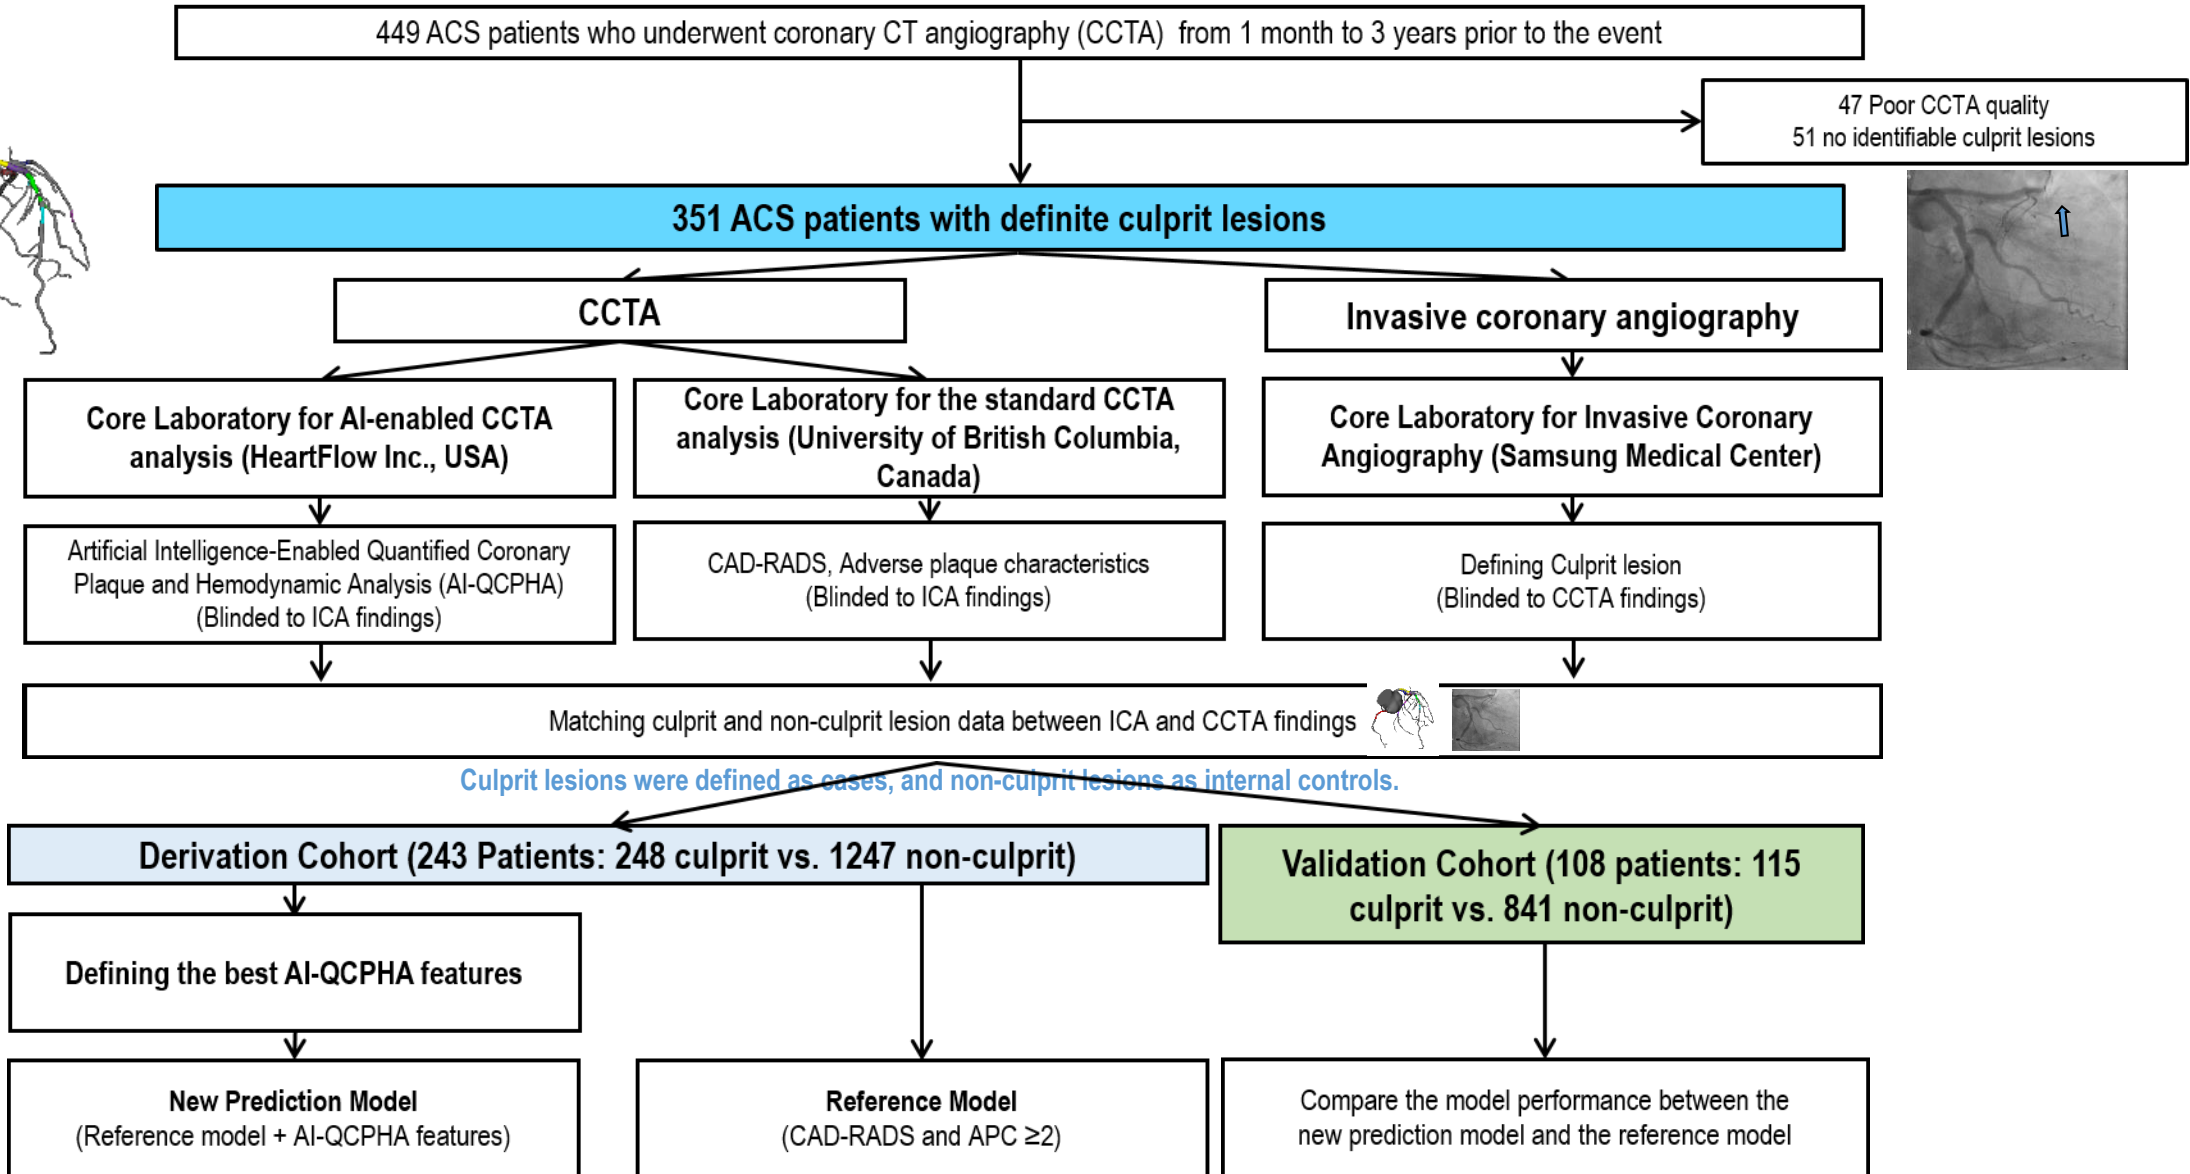 449 ACS patients who underwent coronary CT angiography (CCTA) from 1 month to 3 years prior to the event
47 Poor CCTA quality
51 no identifiable culprit lesions
351 ACS patients with definite culprit lesions
CCTA
Invasive coronary angiography
Core Laboratory for AI-enabled CCTA
analysis (HeartFlow Inc., USA)
Core Laboratory for the standard CCTA
analysis (University of British Columbia,
Canada)
Core Laboratory for Invasive Coronary
Angiography (Samsung Medical Center)
Artificial Intelligence-Enabled Quantified Coronary
Plaque and Hemodynamic Analysis (AI-QCPHA)
(Blinded to ICA findings)
CAD-RADS, Adverse plaque characteristics
(Blinded to ICA findings)
Defining Culprit lesion
(Blinded to CCTA findings)
Matching culprit and non-culprit lesion data between ICA and CCTA findings
Culprit lesions were defined as cases, and non-culprit lesions as internal controls.
Derivation Cohort (243 Patients: 248 culprit vs. 1247 non-culprit)
Validation Cohort (108 patients: 115
culprit vs. 841 non-culprit)
Defining the best AI-QCPHA features
New Prediction Model
(Reference model + AI-QCPHA features)
Reference Model
(CAD-RADS and APC ≥2)
Compare the model performance between the
new prediction model and the reference model